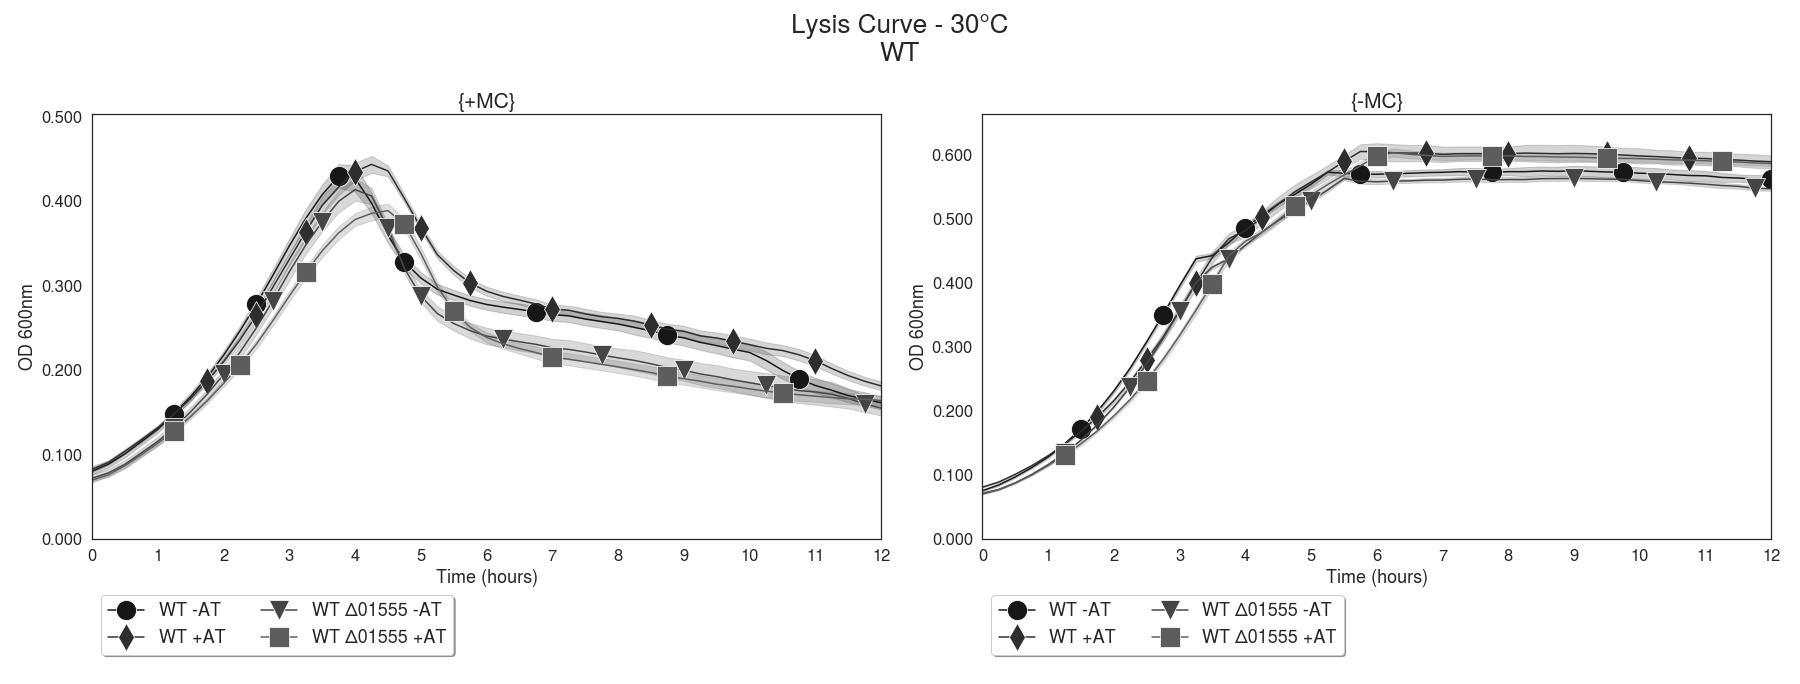 Lysis Curve - 30°C
WT
{+MC}
0.500
0.400
0.300
0.200
0.100
0.000
OD 600nm
0 1 2 3 4 5 6 7 8 9 10 11 12
Time (hours)
WT -AT
WT +AT
WT Δ01555 -AT
WT Δ01555 +AT
{-MC}
0.600
0.500
0.400
0.300
0.200
0.100
0.000
OD 600nm
0 1 2 3 4 5 6 7 8 9 10 11 12
Time (hours)
WT -AT
WT +AT
WT Δ01555 -AT
WT Δ01555 +AT